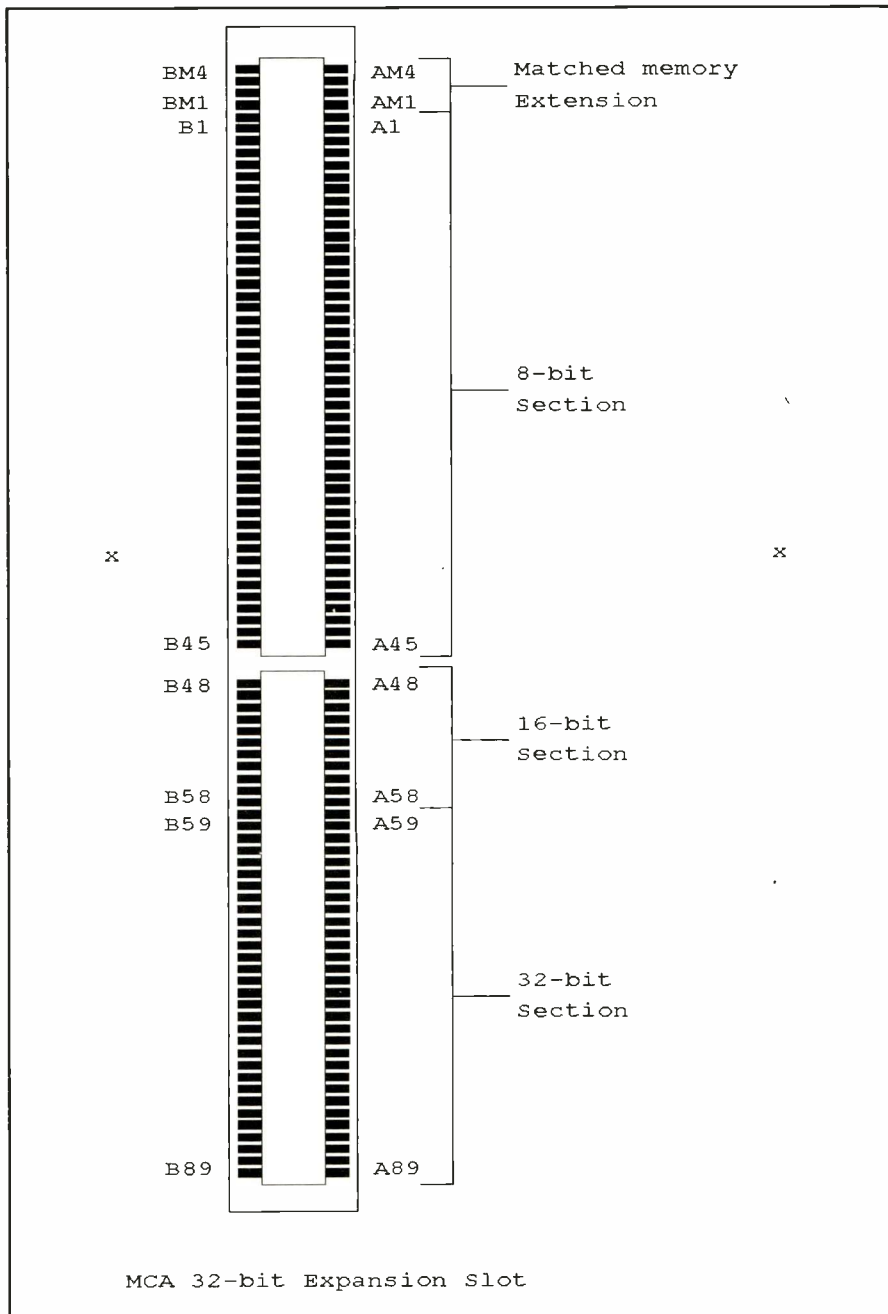 BM4 AM4 Matched memory
BM1 AM1 Extension
B1 A1
8-bit
Section
x x
B45 A45
B48 A48
16-bit
Section
B58 A58
B59 A59
32-bit
Section
B89 A89
MCA 32-bit Expansion Slot